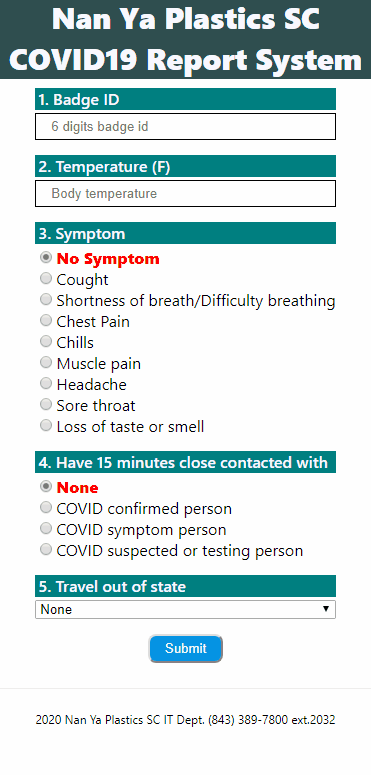 Nan Ya Plastics SC
COVID19 Report System
1. Badge ID
6 digits badge id
2. Temperature (F)
Body temperature
3. Symptom
No Symptom
Cought
Shortness of breath/Difficulty breathing
Chest Pain
Chills
Muscle pain
Headache
Sore throat
Loss of taste or smell
4. Have 15 minutes close contacted with
None
COVID confirmed person
COVID symptom person
COVID suspected or testing person
5. Travel out of state
None
Submit
2020 Nan Ya Plastics SC IT Dept. (843) 389-7800 ext.2032